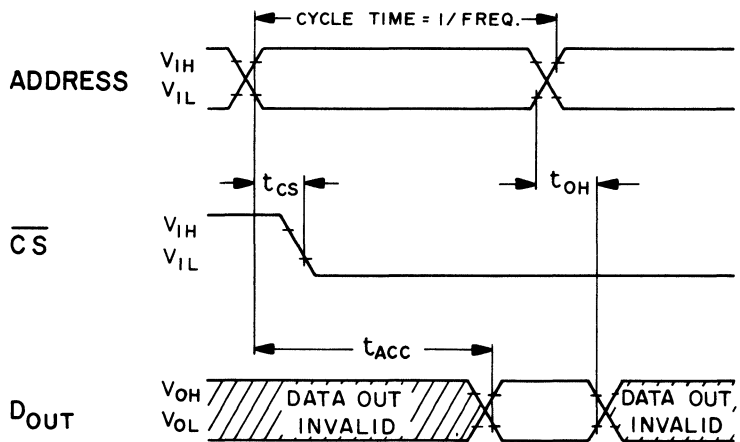 CYCLE TIME = 1/FREQ.
ADDRESS
VIH
VIL
tCS
tOH
CS
VIH
VIL
tACC
DOUT
VOH
VOL
DATA OUT
INVALID
DATA OUT
INVALID